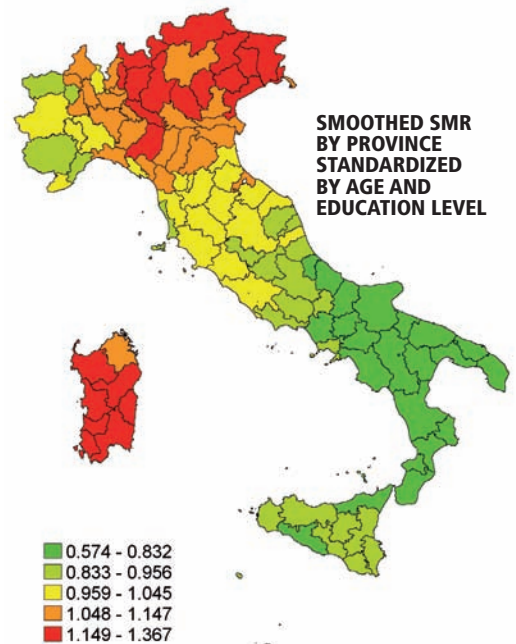 SMOOTHED SMR
BY PROVINCE
STANDARDIZED
BY AGE AND
EDUCATION LEVEL
0.574 - 0.832
0.833 - 0.956
0.959 - 1.045
1.048 - 1.147
1.149 - 1.367